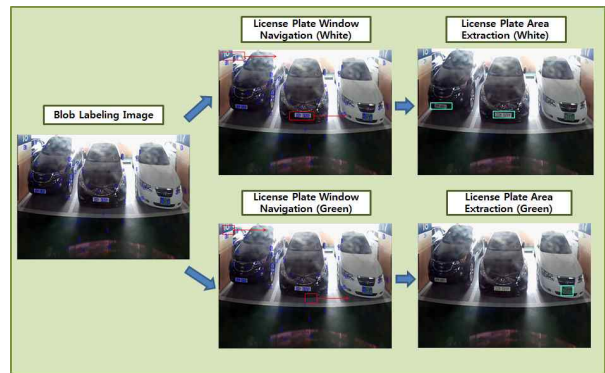 License Plate Window
Navigation (White)
License Plate Area
Extraction (White)
Blob Labeling Image
License Plate Window
Navigation (Green)
License Plate Area
Extraction (Green)